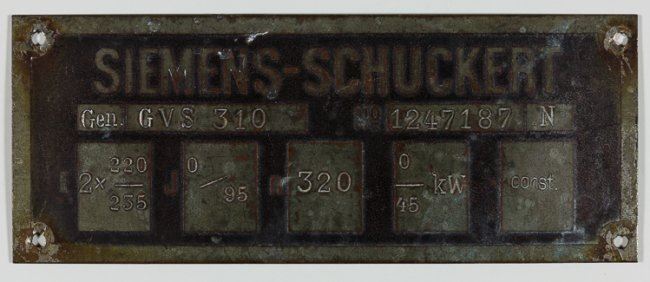 SIEMENS-SCHUCKERT
Gen. GVS 310 No 1247187 N
2× 220/255 J 0/95 n 320 0/45 kW const.